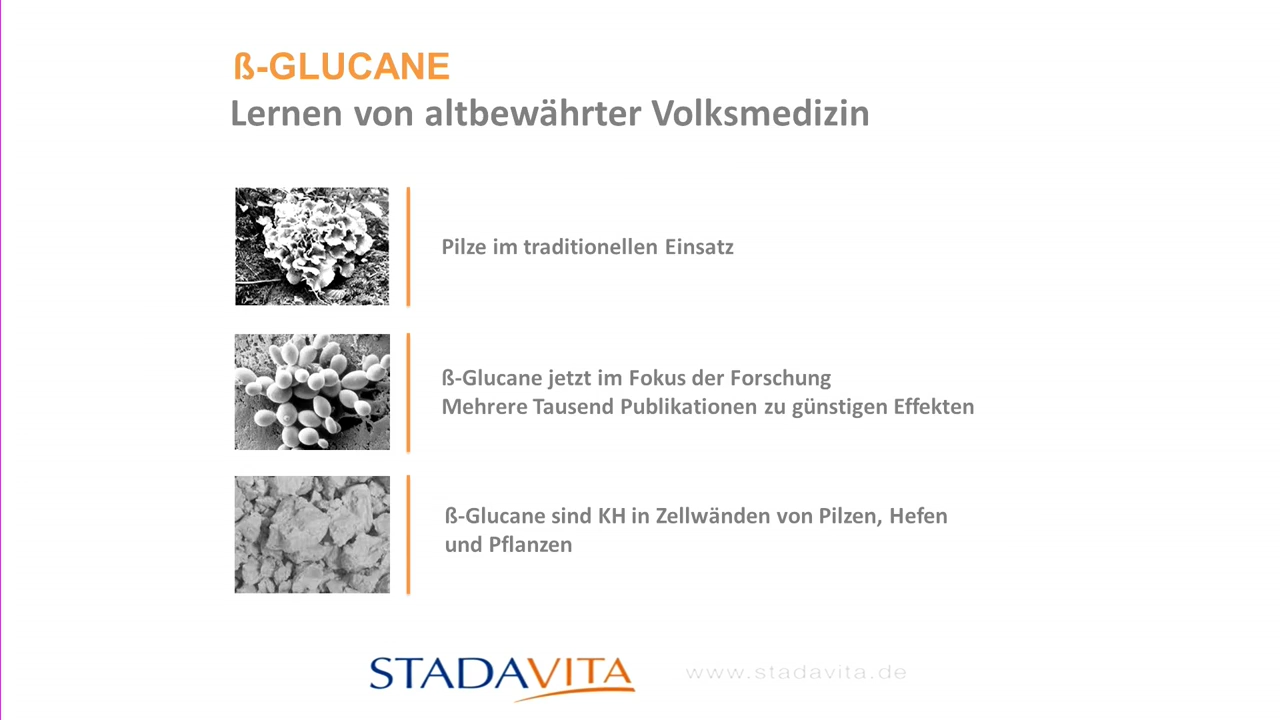 ß-GLUCANE
Lernen von altbewährter Volksmedizin
Pilze im traditionellen Einsatz
ß-Glucane jetzt im Fokus der Forschung
Mehrere Tausend Publikationen zu günstigen Effekten
ß-Glucane sind KH in Zellwänden von Pilzen, Hefen
und Pflanzen
STADAVITA
www.stadavita.de